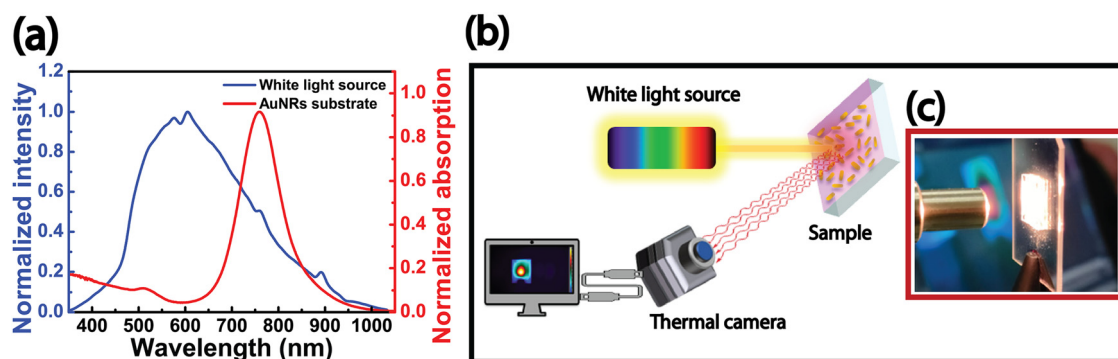 (a)
1.2
1.0
0.8
0.6
0.4
0.2
0.0
Normalized intensity
White light source
AuNRs substrate
1.0
0.8
0.6
0.4
0.2
0.0
Normalized absorption
400 500 600 700 800 900 1000
Wavelength (nm)
(b)
White light source
Sample
Thermal camera
(c)